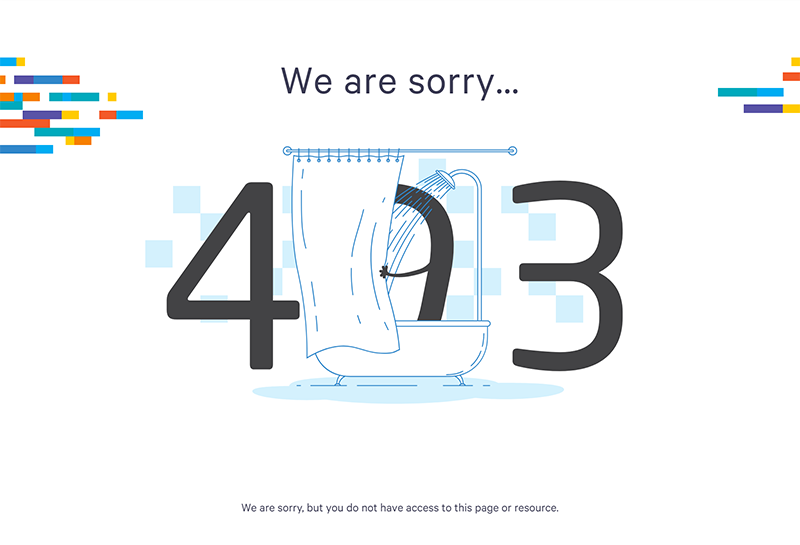 We are sorry...
403
We are sorry, but you do not have access to this page or resource.